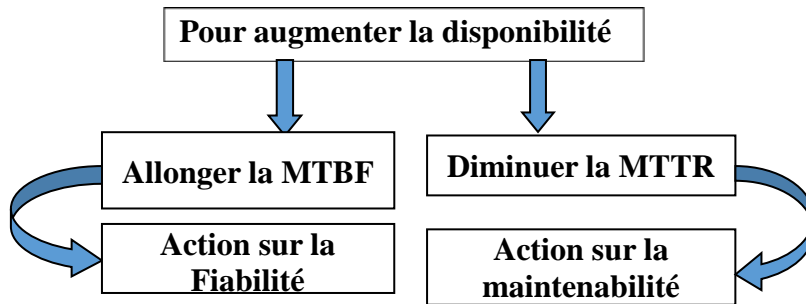 Pour augmenter la disponibilité
Allonger la MTBF
Diminuer la MTTR
Action sur la
Fiabilité
Action sur la
maintenabilité